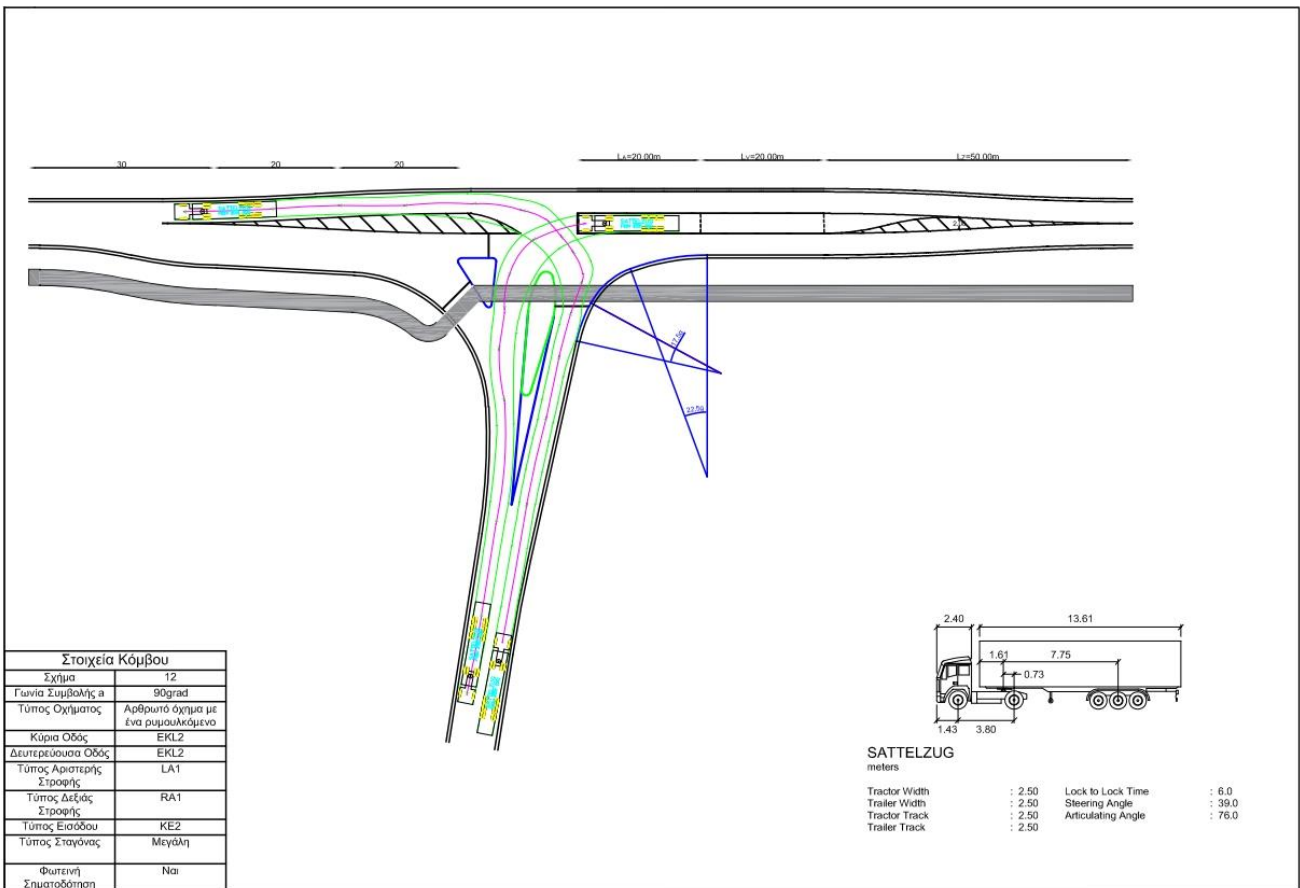 30
20
20
LA=20.00m
LV=20.00m
LZ=50.00m
17.5g
22.5g
Στοιχεία Κόμβου
Σχήμα 12
Γωνία Συμβολής a 90grad
Τύπος Οχήματος Αρθρωτό όχημα με
ένα ρυμουλκόμενο
Κύρια Οδός EKL2
Δευτερεύουσα Οδός EKL2
Τύπος Αριστερής LA1
Στροφής
Τύπος Δεξιάς RA1
Στροφής
Τύπος Εισόδου KE2
Τύπος Σταγόνας Μεγάλη
Φωτεινή Ναι
Σηματοδότηση
2.40
13.61
1.61
7.75
0.73
1.43
3.80
SATTELZUG
meters
Tractor Width : 2.50 Lock to Lock Time : 6.0
Trailer Width : 2.50 Steering Angle : 39.0
Tractor Track : 2.50 Articulating Angle : 76.0
Trailer Track : 2.50